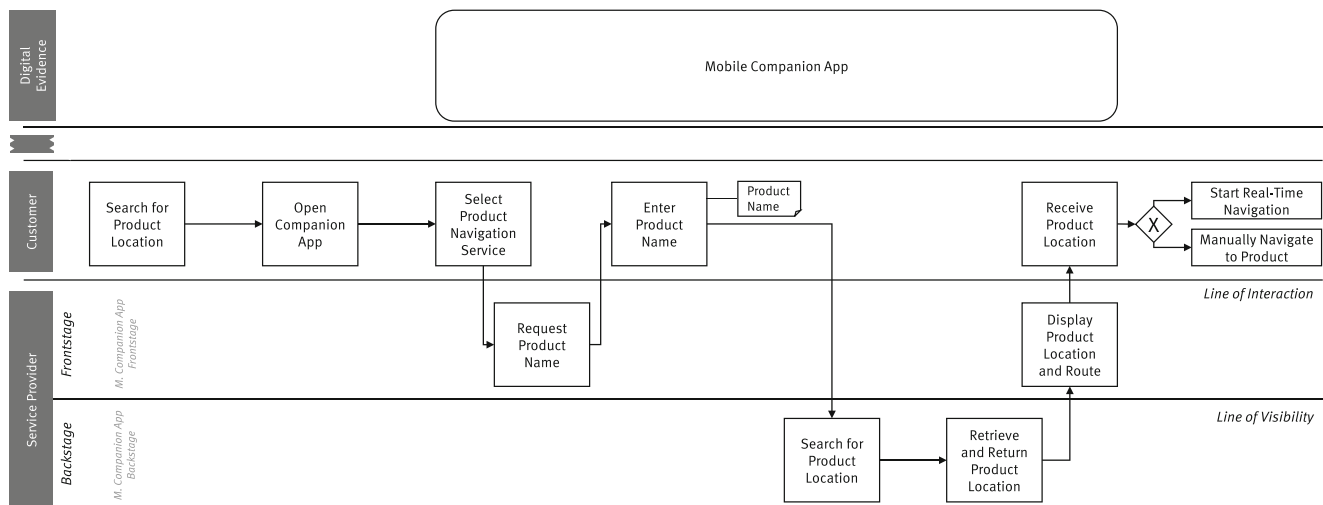 Digital
Evidence
Mobile Companion App
Customer
Search for
Product
Location
Open
Companion
App
Select
Product
Navigation
Service
Enter
Product
Name
Product
Name
Receive
Product
Location
X
Start Real-Time
Navigation
Manually Navigate
to Product
Line of Interaction
Service Provider
Frontstage
M. Companion App
Frontstage
Request
Product
Name
Display
Product
Location
and Route
Line of Visibility
Backstage
M. Companion App
Backstage
Search for
Product
Location
Retrieve
and Return
Product
Location